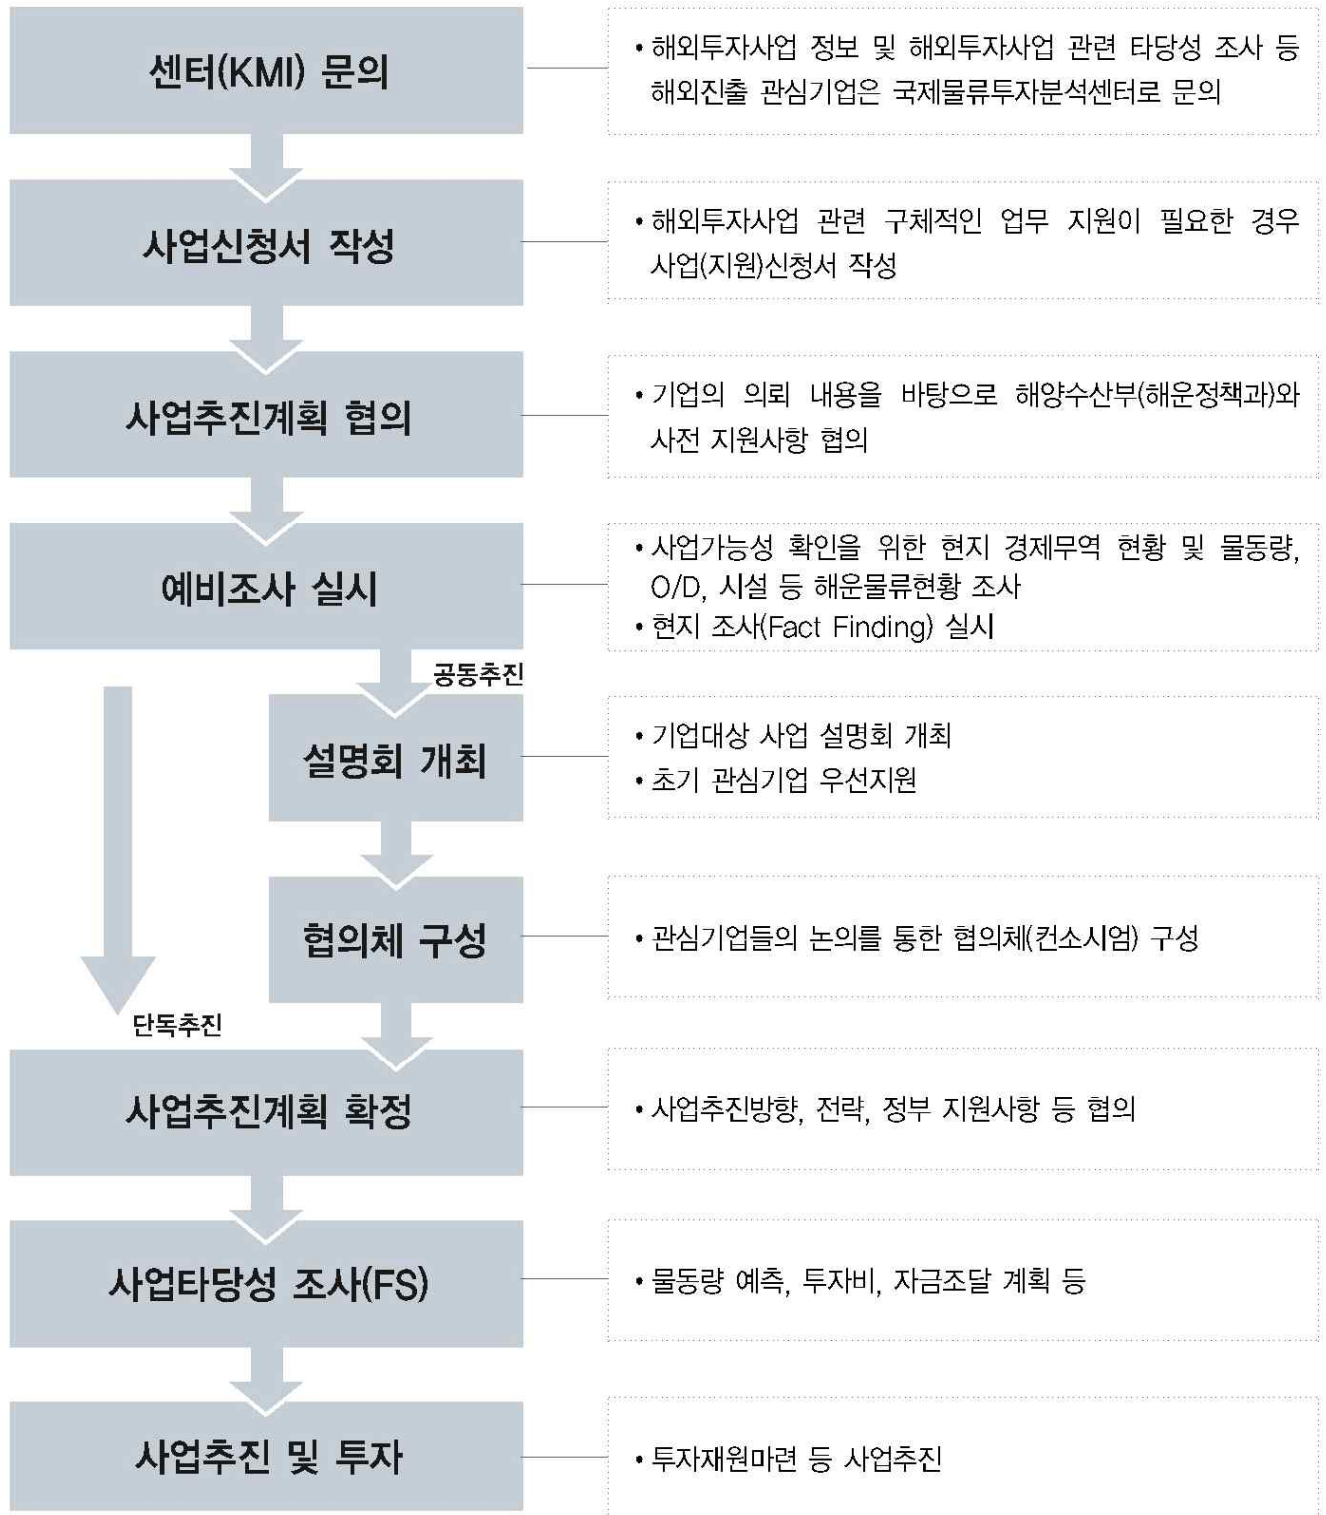 센터(KMI) 문의
• 해외투자사업 정보 및 해외투자사업 관련 타당성 조사 등
해외진출 관심기업은 국제물류투자분석센터로 문의
사업신청서 작성
• 해외투자사업 관련 구체적인 업무 지원이 필요한 경우
사업(지원)신청서 작성
사업추진계획 협의
• 기업의 의뢰 내용을 바탕으로 해양수산부(해운정책과)와
사전 지원사항 협의
예비조사 실시
• 사업가능성 확인을 위한 현지 경제무역 현황 및 물동량,
O/D, 시설 등 해운물류현황 조사
• 현지 조사(Fact Finding) 실시
공동추진
설명회 개최
• 기업대상 사업 설명회 개최
• 초기 관심기업 우선지원
협의체 구성
• 관심기업들의 논의를 통한 협의체(컨소시엄) 구성
단독추진
사업추진계획 확정
• 사업추진방향, 전략, 정부 지원사항 등 협의
사업타당성 조사(FS)
• 물동량 예측, 투자비, 자금조달 계획 등
사업추진 및 투자
• 투자재원마련 등 사업추진